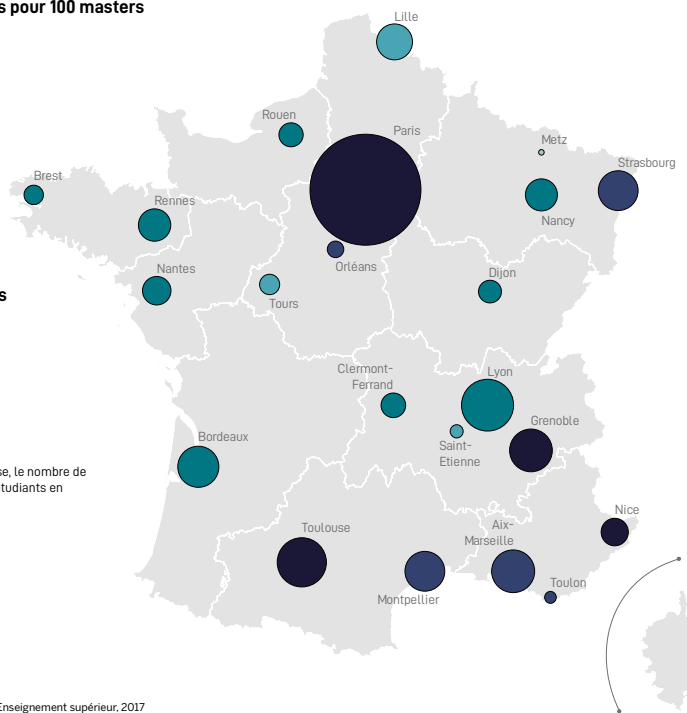 s pour 100 masters
Lille
Rouen
Paris
Metz
Strasbourg
Brest
Rennes
Nancy
Nantes
Orléans
Dijon
s
Tours
Clermont-
Ferrand
Lyon
Grenoble
Bordeaux
Saint-
Etienne
se, le nombre de
tudiants en
Nice
Toulouse
Aix-
Marseille
Toulon
Montpellier
Enseignement supérieur, 2017